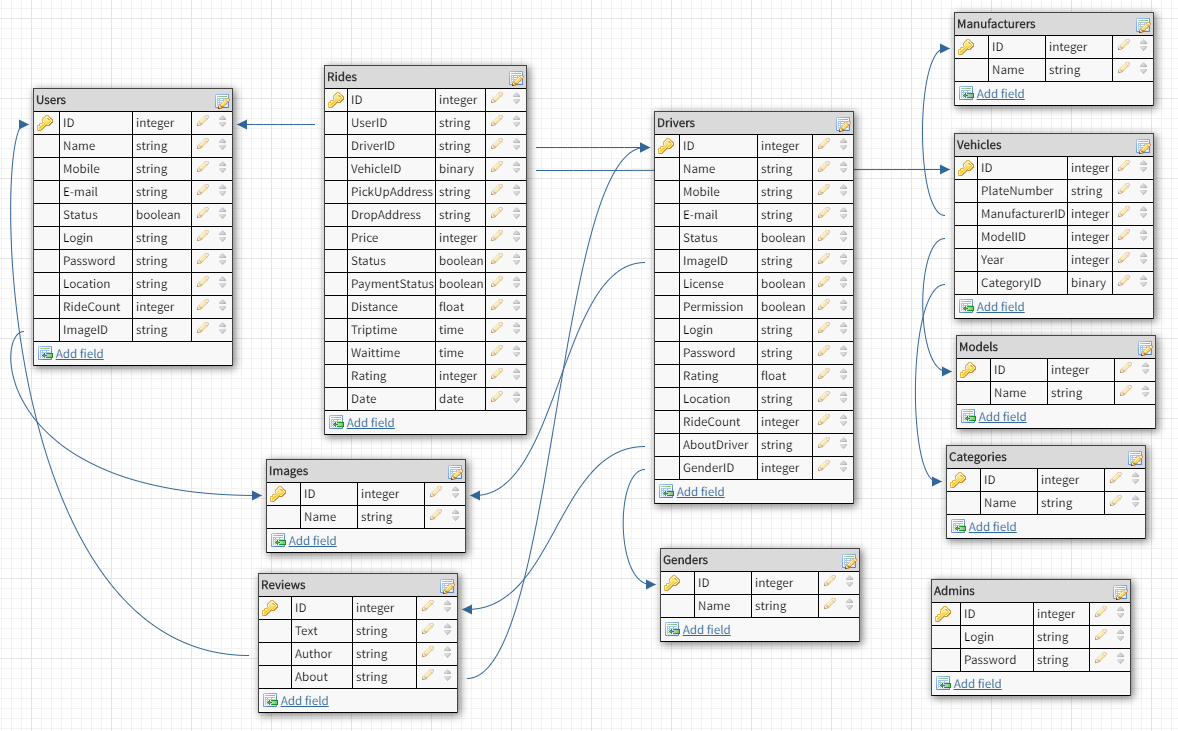 Users
ID integer
Name string
Mobile string
E-mail string
Status boolean
Login string
Password string
Location string
RideCount integer
ImageID string
Add field
Rides
ID integer
UserID string
DriverID string
VehicleID binary
PickUpAddress string
DropAddress string
Price integer
Status boolean
PaymentStatus boolean
Distance float
Triptime time
Waittime time
Rating integer
Date date
Add field
Images
ID integer
Name string
Add field
Reviews
ID integer
Text string
Author string
About string
Add field
Drivers
ID integer
Name string
Mobile string
E-mail string
Status boolean
ImageID string
License boolean
Permission boolean
Login string
Password string
Rating float
Location string
RideCount integer
AboutDriver string
GenderID integer
Add field
Genders
ID integer
Name string
Add field
Manufacturers
ID integer
Name string
Add field
Vehicles
ID integer
PlateNumber string
ManufacturerID integer
ModelID integer
Year integer
CategoryID binary
Add field
Models
ID integer
Name string
Add field
Categories
ID integer
Name string
Add field
Admins
ID integer
Login string
Password string
Add field